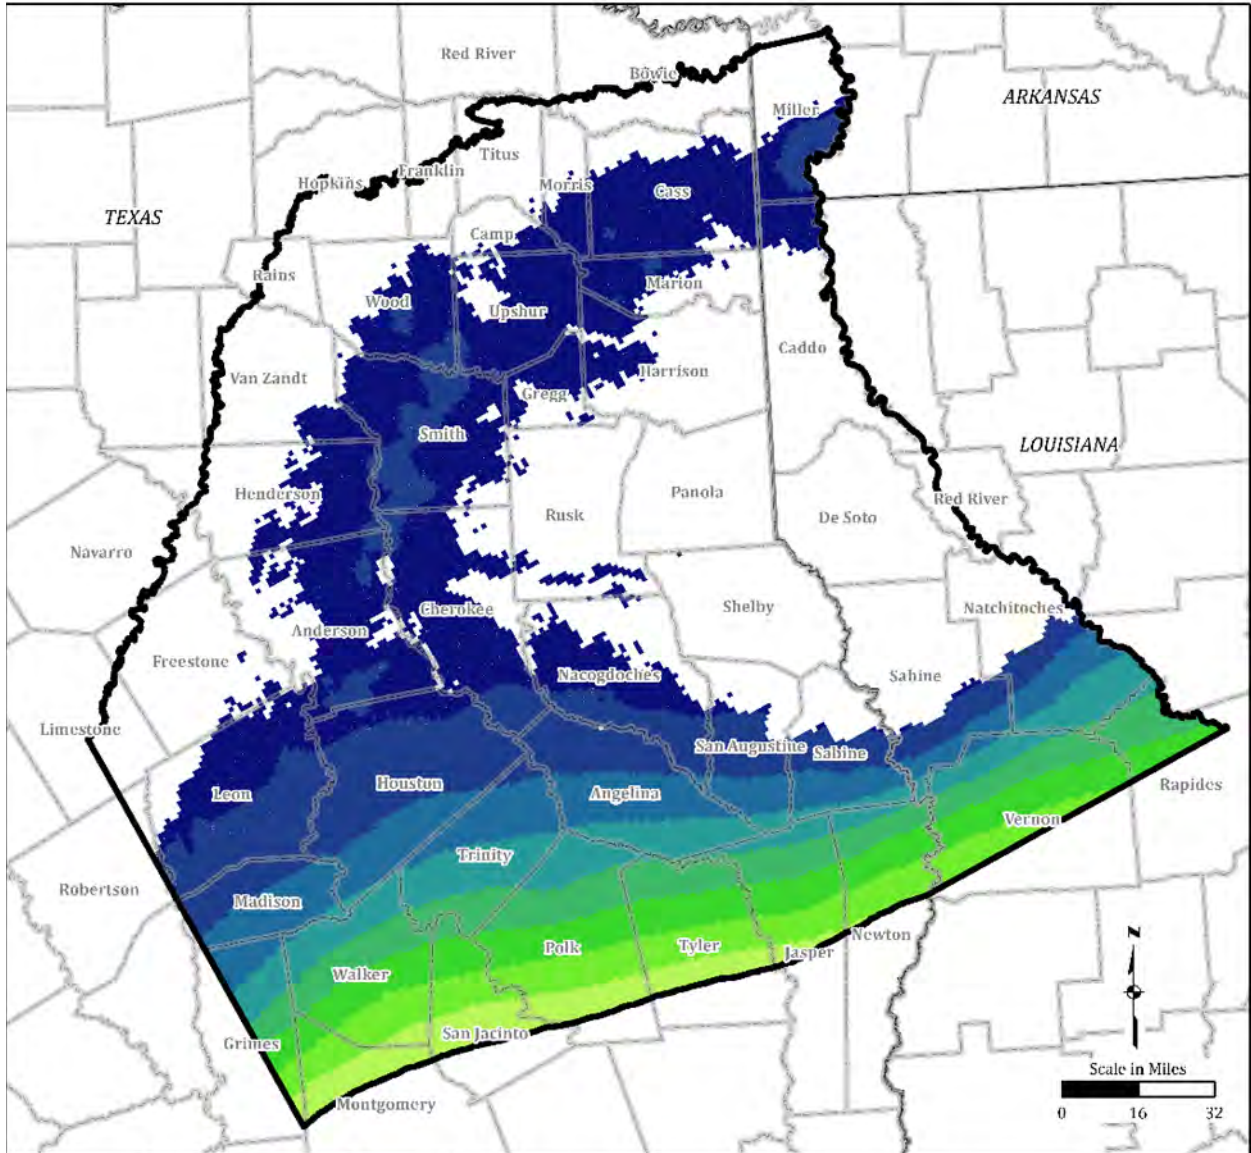 Red River
Bowie
ARKANSAS
Miller
Titus
Franklin
Hopkins
Morris
Cass
TEXAS
Camp
Rains
Marion
Wood
Upshur
Caddo
Van Zandt
Harrison
Gregg
Smith
LOUISIANA
Henderson
Panola
Red River
Rusk
De Soto
Navarro
Cherokee
Shelby
Natchitoches
Anderson
Freestone
Nacogdoches
Sabine
Limestone
San Augustine
Sabine
Houston
Rapides
Leon
Angelina
Vernon
Trinity
Robertson
Madison
Newton
Polk
Tyler
Jasper
N
Walker
San Jacinto
Grimes
Scale in Miles
Montgomery
0 16 32